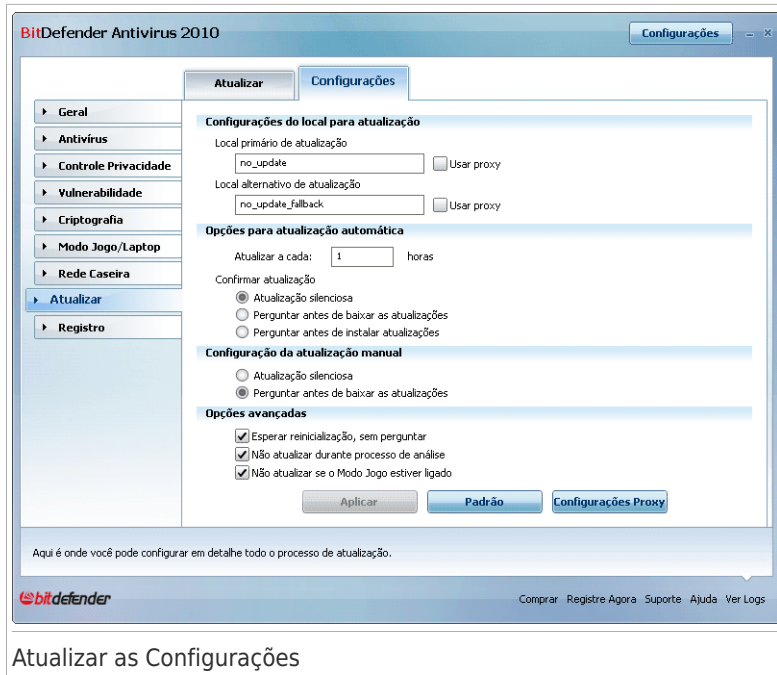 BitDefender Antivirus 2010
Configurações
Atualizar
Configurações
Geral
Antivírus
Controle Privacidade
Vulnerabilidade
Criptografia
Modo Jogo/Laptop
Rede Caseira
Atualizar
Registro
Configurações do local para atualização
Local primário de atualização
no_update
Usar proxy
Local alternativo de atualização
no_update_fallback
Usar proxy
Opções para atualização automática
Atualizar a cada: 1 horas
Confirmar atualização
Atualização silenciosa
Perguntar antes de baixar as atualizações
Perguntar antes de instalar atualizações
Configuração da atualização manual
Atualização silenciosa
Perguntar antes de baixar as atualizações
Opções avançadas
Esperar reinicialização, sem perguntar
Não atualizar durante processo de análise
Não atualizar se o Modo Jogo estiver ligado
Aplicar
Padrão
Configurações Proxy
Aqui é onde você pode configurar em detalhe todo o processo de atualização.
bitdefender
Comprar Registre Agora Suporte Ajuda Ver Logs
Atualizar as Configurações